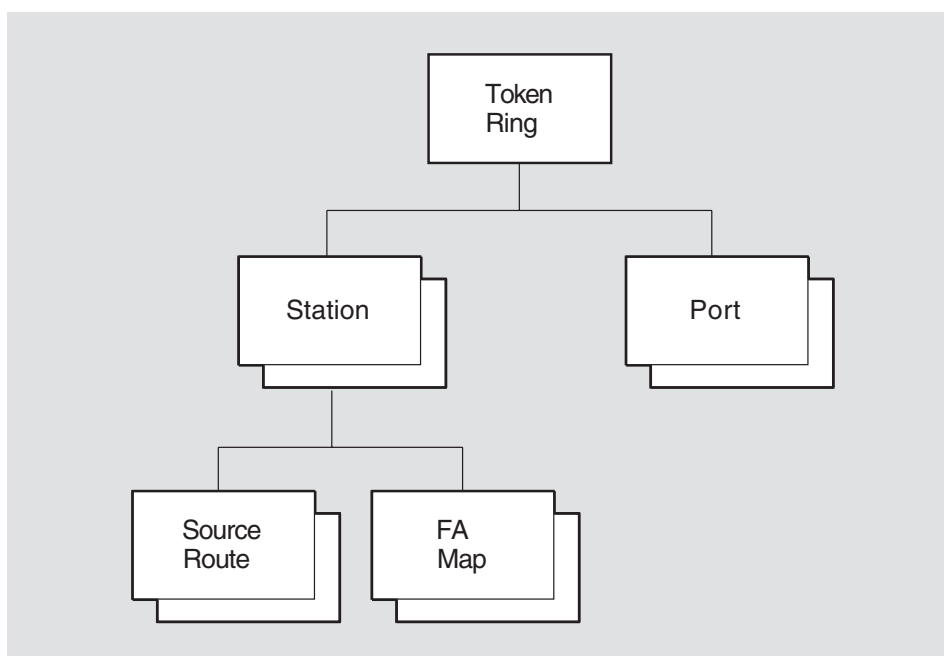 Token
Ring
Station
Port
Source
Route
FA
Map